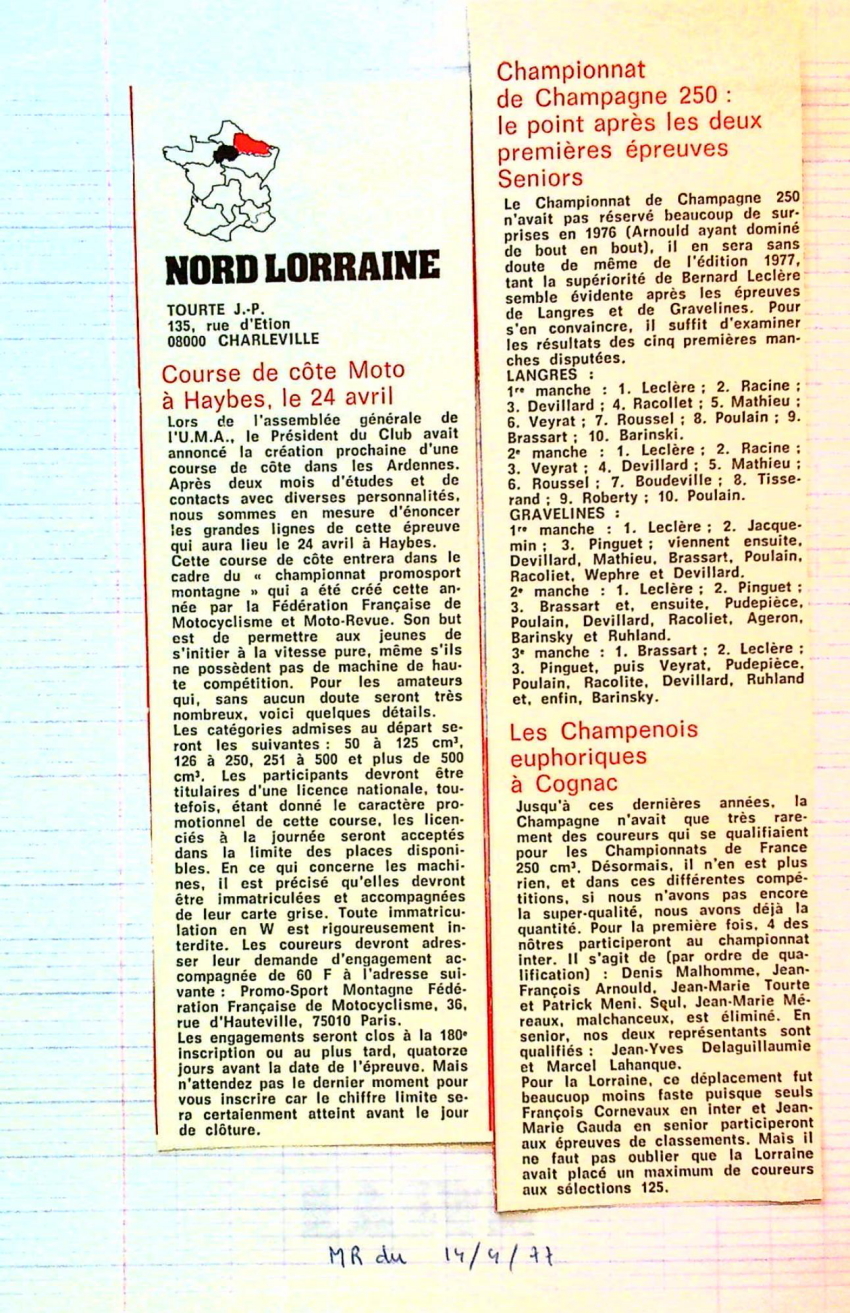 NORD LORRAINE
TOURTE J.-P.
135, rue d'Etion
08000 CHARLEVILLE
Course de côte Moto
à Haybes, le 24 avril
Lors de l'assemblée générale de
l'U.M.A., le Président du Club avait
annoncé la création prochaine d'une
course de côte dans les Ardennes.
Après deux mois d'études et de
contacts avec diverses personnalités,
nous sommes en mesure d'énoncer
les grandes lignes de cette épreuve
qui aura lieu le 24 avril à Haybes.
Cette course de côte entrera dans le
cadre du « championnat promosport
montagne » qui a été créé cette an-
née par la Fédération Française de
Motocyclisme et Moto-Revue. Son but
est de permettre aux jeunes de
s'initier à la vitesse pure, même s'ils
ne possèdent pas de machine de hau-
te compétition. Pour les amateurs
qui, sans aucun doute seront très
nombreux, voici quelques détails.
Les catégories admises au départ se-
ront les suivantes : 50 à 125 cm³,
126 à 250, 251 à 500 et plus de 500
cm³. Les participants devront être
titulaires d'une licence nationale, tou-
tefois, étant donné le caractère pro-
motionnel de cette course, les licen-
ciés à la journée seront acceptés
dans la limite des places disponi-
bles. En ce qui concerne les machi-
nes, il est précisé qu'elles devront
être immatriculées et accompagnées
de leur carte grise. Toute immatricu-
lation en W est rigoureusement in-
terdite. Les coureurs devront adres-
ser leur demande d'engagement ac-
compagnée de 60 F à l'adresse sui-
vante : Promo-Sport Montagne Fédé-
ration Française de Motocyclisme, 36,
rue d'Hauteville, 75010 Paris.
Les engagements seront clos à la 180e
inscription ou au plus tard, quatorze
jours avant la date de l'épreuve. Mais
n'attendez pas le dernier moment pour
vous inscrire car le chiffre limite se-
ra certaienment atteint avant le jour
de clôture.
Championnat
de Champagne 250 :
le point après les deux
premières épreuves
Seniors
Le Championnat de Champagne 250
n'avait pas réservé beaucoup de sur-
prises en 1976 (Arnould ayant dominé
de bout en bout), il en sera sans
doute de même de l'édition 1977,
tant la supériorité de Bernard Leclère
semble évidente après les épreuves
de Langres et de Gravelines. Pour
s'en convaincre, il suffit d'examiner
les résultats des cinq premières man-
ches disputées.
LANGRES :
1re manche : 1. Leclère ; 2. Racine ;
3. Devillard ; 4. Racollet ; 5. Mathieu ;
6. Veyrat ; 7. Roussel ; 8. Poulain ; 9.
Brassart ; 10. Barinski.
2e manche : 1. Leclère ; 2. Racine ;
3. Veyrat ; 4. Devillard ; 5. Mathieu ;
6. Roussel ; 7. Boudeville ; 8. Tisse-
rand ; 9. Roberty ; 10. Poulain.
GRAVELINES :
1re manche : 1. Leclère ; 2. Jacque-
min ; 3. Pinguet ; viennent ensuite,
Devillard, Mathieu, Brassart, Poulain,
Racoliet, Wephre et Devillard.
2e manche : 1. Leclère ; 2. Pinguet ;
3. Brassart et, ensuite, Pudepièce,
Poulain, Devillard, Racoliet, Ageron,
Barinsky et Ruhland.
3e manche : 1. Brassart ; 2. Leclère ;
3. Pinguet, puis Veyrat, Pudepièce,
Poulain, Racolite, Devillard, Ruhland
et, enfin, Barinsky.
Les Champenois
euphoriques
à Cognac
Jusqu'à ces dernières années, la
Champagne n'avait que très rare-
ment des coureurs qui se qualifiaient
pour les Championnats de France
250 cm³. Désormais, il n'en est plus
rien, et dans ces différentes compé-
titions, si nous n'avons pas encore
la super-qualité, nous avons déjà la
quantité. Pour la première fois, 4 des
nôtres participeront au championnat
inter. Il s'agit de (par ordre de qua-
lification) : Denis Malhomme, Jean-
François Arnould, Jean-Marie Tourte
et Patrick Meni. Squl, Jean-Marie Mé-
reaux, malchanceux, est éliminé. En
senior, nos deux représentants sont
qualifiés : Jean-Yves Delaguillaumie
et Marcel Lahanque.
Pour la Lorraine, ce déplacement fut
beaucuop moins faste puisque seuls
François Cornevaux en inter et Jean-
Marie Gauda en senior participeront
aux épreuves de classements. Mais il
ne faut pas oublier que la Lorraine
avait placé un maximum de coureurs
aux sélections 125.
MR du 14/4/77